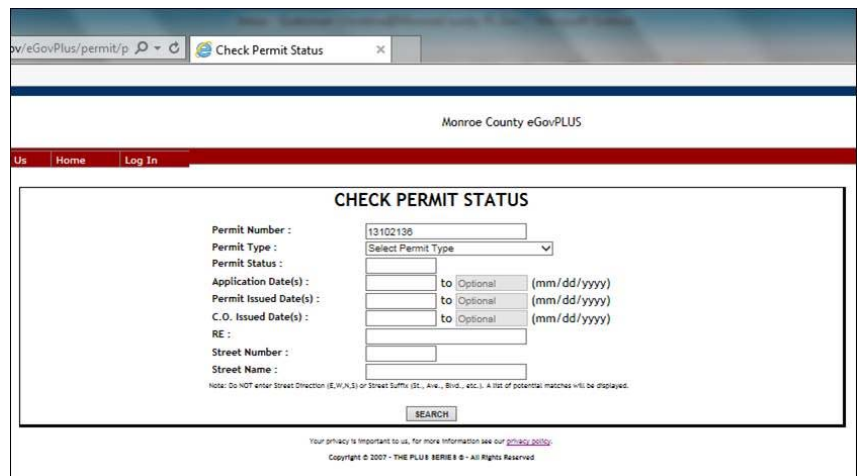 ov/eGovPlus/permit/p
Check Permit Status
Monroe County eGovPLUS
Us Home Log In
CHECK PERMIT STATUS
Permit Number : 13102136
Permit Type : Select Permit Type
Permit Status :
Application Date(s) : to Optional (mm/dd/yyyy)
Permit Issued Date(s) : to Optional (mm/dd/yyyy)
C.O. Issued Date(s) : to Optional (mm/dd/yyyy)
RE :
Street Number :
Street Name :
Note: Do NOT enter Street Direction (E,W,N,S) or Street Suffix (St., Ave., Blvd., etc.). A list of potential matches will be displayed.
SEARCH
Your privacy is important to us, for more information see our privacy policy.
Copyright © 2007 - THE PLUS SERIES ® - All Rights Reserved